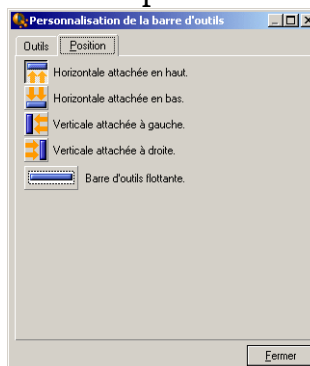 Personnalisation de la barre d'outils
Outils Position
Horizontale attachée en haut.
Horizontale attachée en bas.
Verticale attachée à gauche.
Verticale attachée à droite.
Barre d'outils flottante.
Fermer